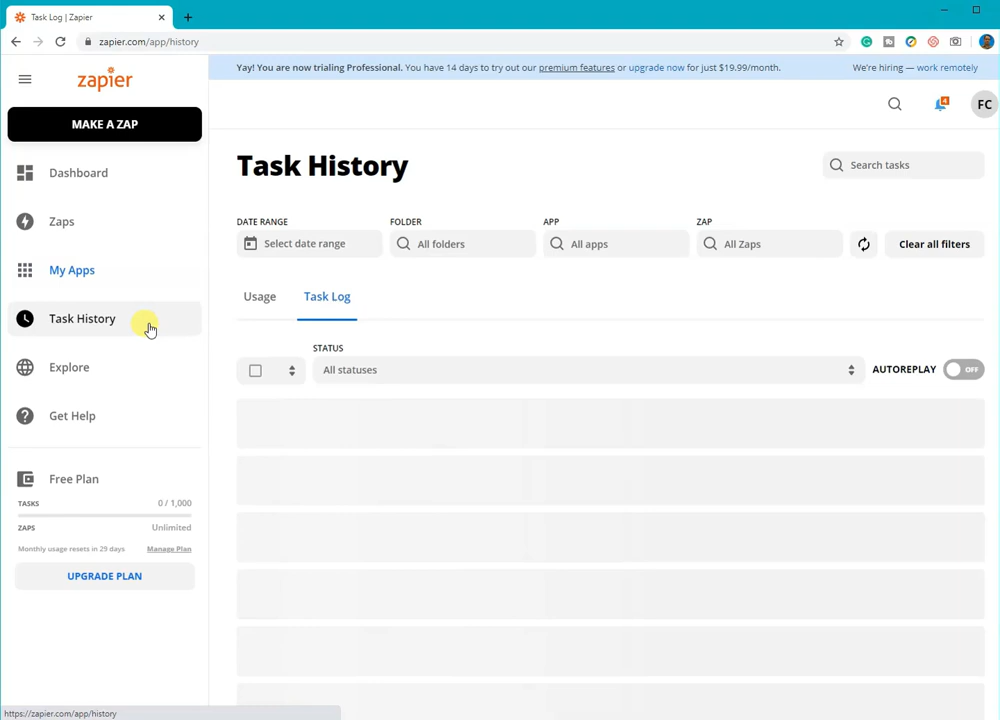 Task Log | Zapier
zapier.com/app/history
zapier
Yay! You are now trialing Professional. You have 14 days to try out our premium features or upgrade now for just $19.99/month.
We're hiring — work remotely
MAKE A ZAP
4
FC
Dashboard
Zaps
My Apps
Task History
Explore
Get Help
Free Plan
TASKS 0 / 1,000
ZAPS Unlimited
Monthly usage resets in 29 days Manage Plan
UPGRADE PLAN
Task History
Search tasks
DATE RANGE FOLDER APP ZAP
Select date range All folders All apps All Zaps Clear all filters
Usage Task Log
STATUS
All statuses AUTOREPLAY OFF
https://zapier.com/app/history